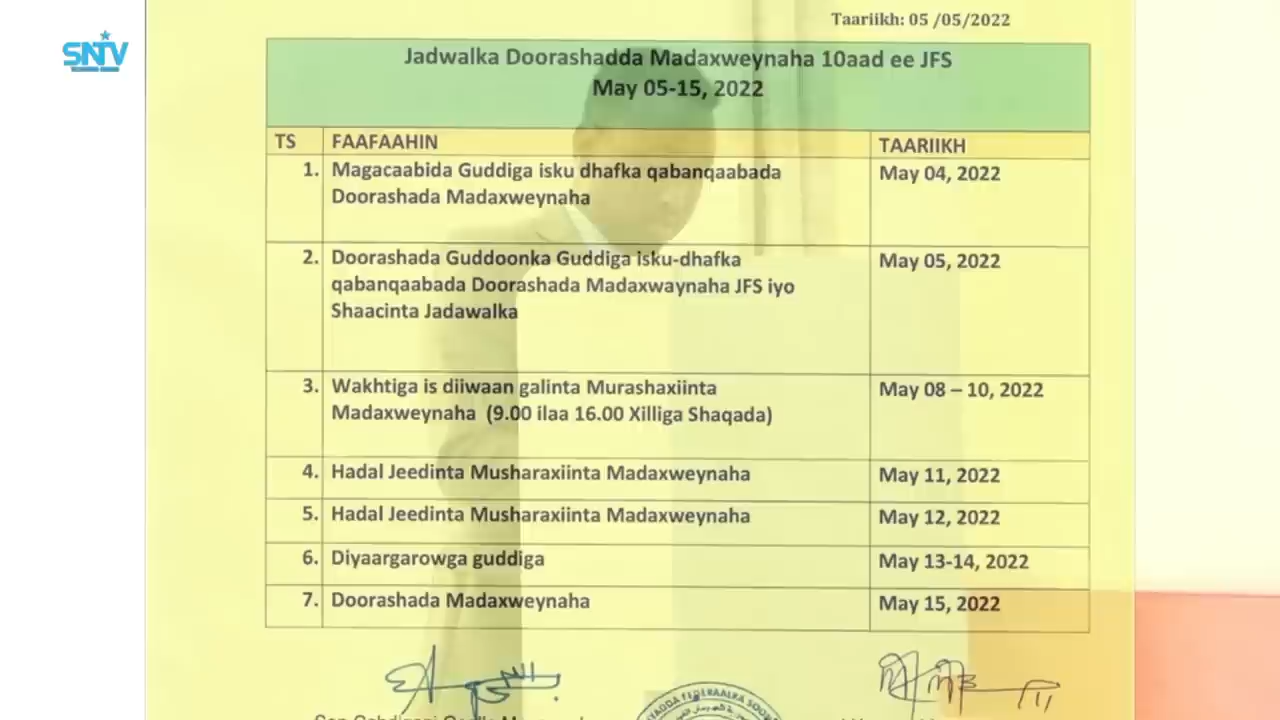 SNTV
Taariikh: 05 /05/2022
Jadwalka Doorashadda Madaxweynaha 10aad ee JFS
May 05-15, 2022
TS FAAFAAHIN TAARIIKH
1. Magacaabida Guddiga isku dhafka qabanqaabada May 04, 2022
Doorashada Madaxweynaha
2. Doorashada Guddoonka Guddiga isku-dhafka May 05, 2022
qabanqaabada Doorashada Madaxwaynaha JFS iyo
Shaacinta Jadawalka
3. Wakhtiga is diiwaan galinta Murashaxiinta May 08 – 10, 2022
Madaxweynaha (9.00 ilaa 16.00 Xilliga Shaqada)
4. Hadal Jeedinta Musharaxiinta Madaxweynaha May 11, 2022
5. Hadal Jeedinta Musharaxiinta Madaxweynaha May 12, 2022
6. Diyaargarowga guddiga May 13-14, 2022
7. Doorashada Madaxweynaha May 15, 2022